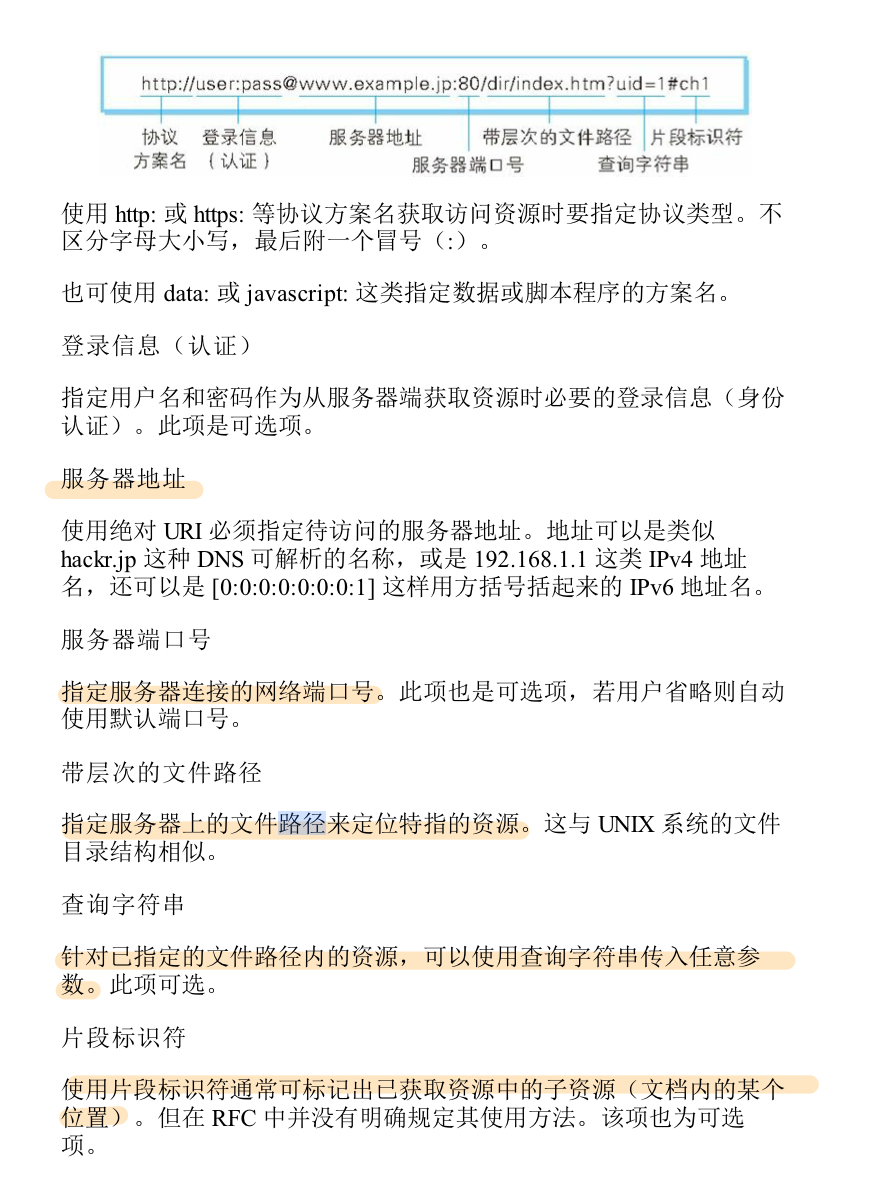 http://user:pass@www.example.jp:80/dir/index.htm?uid=1#ch1
协议 登录信息 服务器地址 带层次的文件路径 片段标识符
方案名 （认证） 服务器端口号 查询字符串
使用 http: 或 https: 等协议方案名获取访问资源时要指定协议类型。不
区分字母大小写，最后附一个冒号（:）。
也可使用 data: 或 javascript: 这类指定数据或脚本程序的方案名。
登录信息（认证）
指定用户名和密码作为从服务器端获取资源时必要的登录信息（身份
认证）。此项是可选项。
服务器地址
使用绝对 URI 必须指定待访问的服务器地址。地址可以是类似
hackr.jp 这种 DNS 可解析的名称，或是 192.168.1.1 这类 IPv4 地址
名，还可以是 [0:0:0:0:0:0:0:1] 这样用方括号括起来的 IPv6 地址名。
服务器端口号
指定服务器连接的网络端口号。此项也是可选项，若用户省略则自动
使用默认端口号。
带层次的文件路径
指定服务器上的文件路径来定位特指的资源。这与 UNIX 系统的文件
目录结构相似。
查询字符串
针对已指定的文件路径内的资源，可以使用查询字符串传入任意参
数。此项可选。
片段标识符
使用片段标识符通常可标记出已获取资源中的子资源（文档内的某个
位置）。但在 RFC 中并没有明确规定其使用方法。该项也为可选
项。